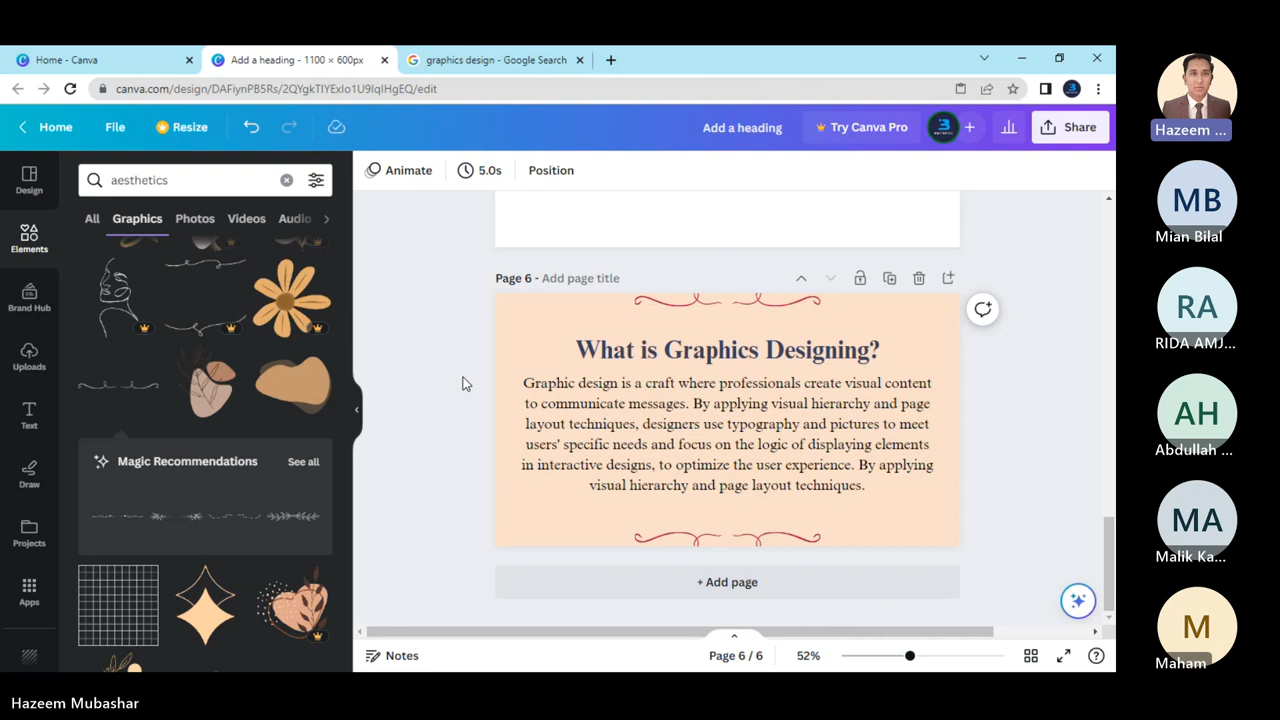 Home - Canva
Add a heading - 1100 × 600px
graphics design - Google Search
canva.com/design/DAFiynPB5Rs/2QYgkTIYExIo1U9IqIHgEQ/edit
Home
File
Resize
Add a heading
Try Canva Pro
Share
Design
Elements
Brand Hub
Uploads
Text
Draw
Projects
Apps
aesthetics
All
Graphics
Photos
Videos
Audio
Magic Recommendations
See all
Animate
5.0s
Position
Page 6 - Add page title
What is Graphics Designing?
Graphic design is a craft where professionals create visual content
to communicate messages. By applying visual hierarchy and page
layout techniques, designers use typography and pictures to meet
users' specific needs and focus on the logic of displaying elements
in interactive designs, to optimize the user experience. By applying
visual hierarchy and page layout techniques.
+ Add page
Notes
Page 6 / 6
52%
Hazeem ...
MB
Mian Bilal
RA
RIDA AMJ...
AH
Abdullah ...
MA
Malik Ka...
M
Maham
Hazeem Mubashar